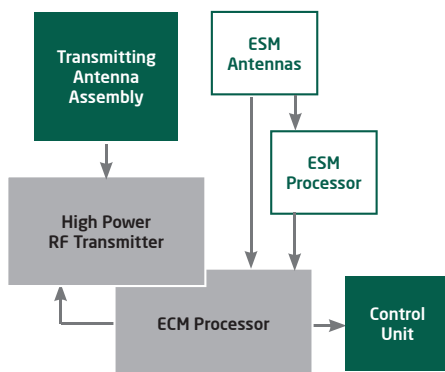 Transmitting
Antenna
Assembly
ESM
Antennas
ESM
Processor
High Power
RF Transmitter
ECM Processor
Control
Unit